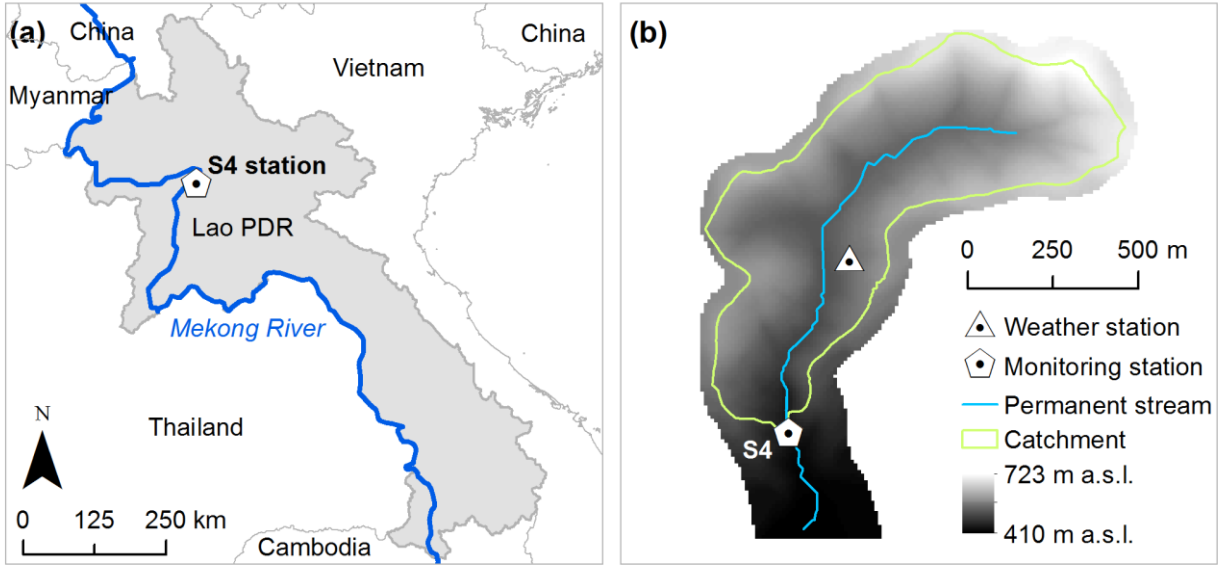 (a)
China
China
Vietnam
Myanmar
S4 station
Lao PDR
Mekong River
Thailand
N
0 125 250 km
Cambodia
(b)
0 250 500 m
Weather station
Monitoring station
Permanent stream
Catchment
723 m a.s.l.
410 m a.s.l.
S4